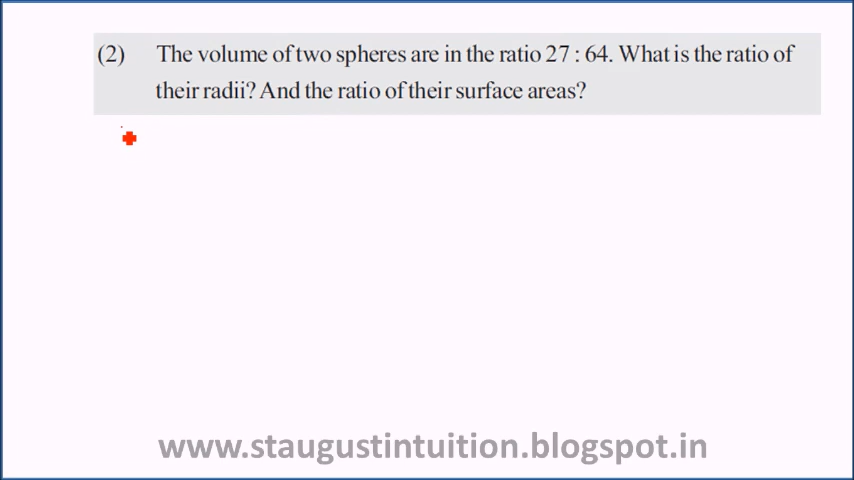 (2) The volume of two spheres are in the ratio 27 : 64. What is the ratio of
their radii? And the ratio of their surface areas?
www.staugustintuition.blogspot.in